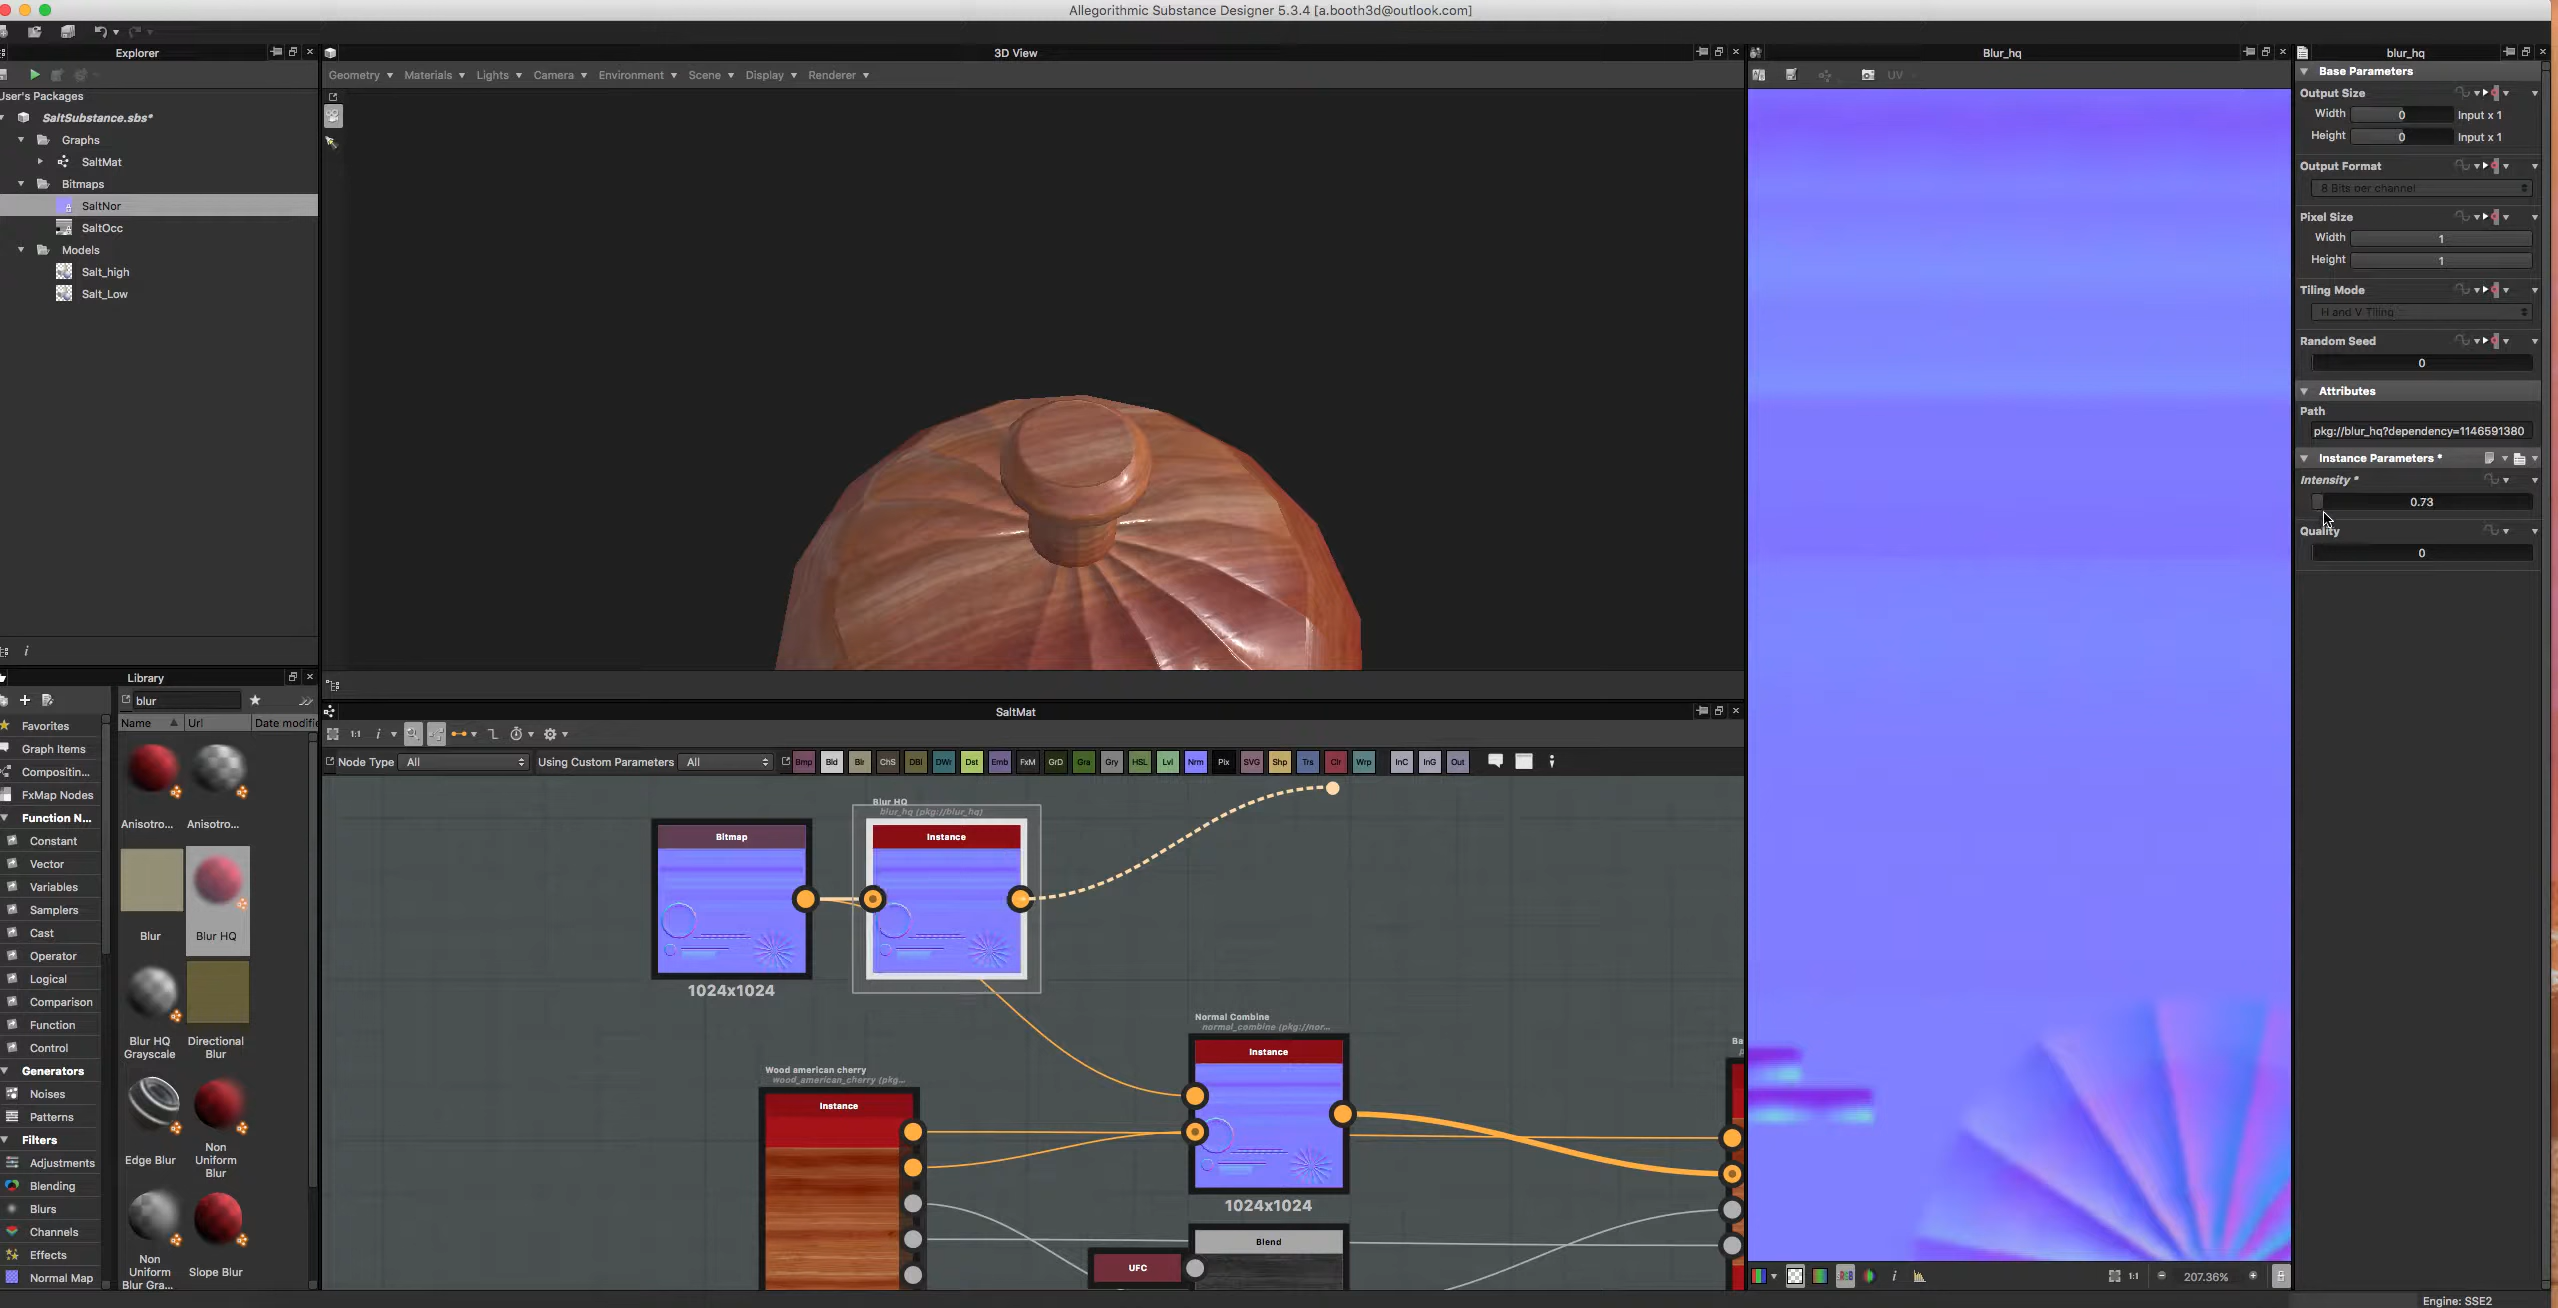 Allegorithmic Substance Designer 5.3.4 [a.booth3d@outlook.com]
Explorer
User's Packages
SaltSubstance.sbs*
Graphs
SaltMat
Bitmaps
SaltNor
SaltOcc
Models
Salt_high
Salt_Low
3D View
Geometry
Materials
Lights
Camera
Environment
Scene
Display
Renderer
Library
blur
Name
Url
Date modifi
Favorites
Graph Items
Compositin...
FxMap Nodes
Function N...
Constant
Vector
Variables
Samplers
Cast
Operator
Logical
Comparison
Function
Control
Generators
Noises
Patterns
Filters
Adjustments
Blending
Blurs
Channels
Effects
Normal Map
Anisotro...
Anisotro...
Blur
Blur HQ
Blur HQ
Grayscale
Directional
Blur
Edge Blur
Non
Uniform
Blur
Non
Uniform
Blur Gra...
Slope Blur
SaltMat
1:1
Node Type
All
Using Custom Parameters
All
Bmp
Bld
Blr
ChS
DBl
DWr
Dst
Emb
FxM
GrD
Gra
Gry
HSL
Lvl
Nrm
Pix
SVG
Shp
Trs
Clr
Wrp
InC
InG
Out
Bitmap
1024x1024
Blur HQ
blur_hq (pkg://blur_hq)
Instance
Wood american cherry
wood_american_cherry (pkg...
Instance
Normal Combine
normal_combine (pkg://nor...
Instance
1024x1024
Blend
UFC
Ba
Blur_hq
UV
1:1
207.36%
blur_hq
Base Parameters
Output Size
Width
0
Input x 1
Height
0
Input x 1
Output Format
8 Bits per channel
Pixel Size
Width
1
Height
1
Tiling Mode
H and V Tiling
Random Seed
0
Attributes
Path
pkg://blur_hq?dependency=1146591380
Instance Parameters *
Intensity *
0.73
Quality
0
Engine: SSE2